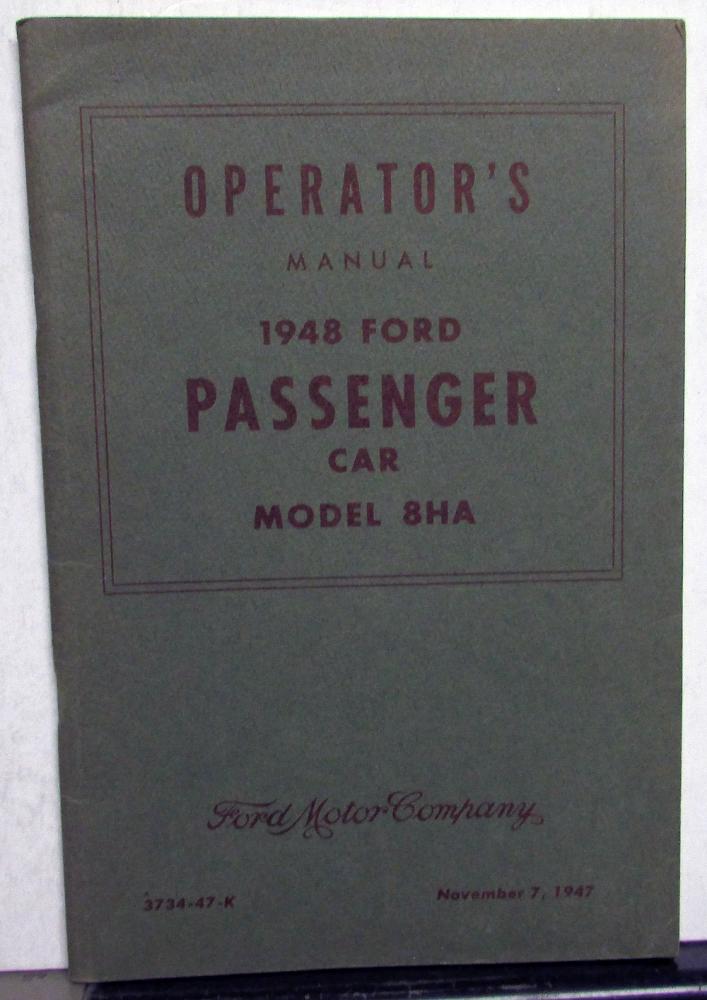 OPERATOR'S
MANUAL
1948 FORD
PASSENGER
CAR
MODEL 8HA
Ford Motor Company
3734-47-K
November 7, 1947